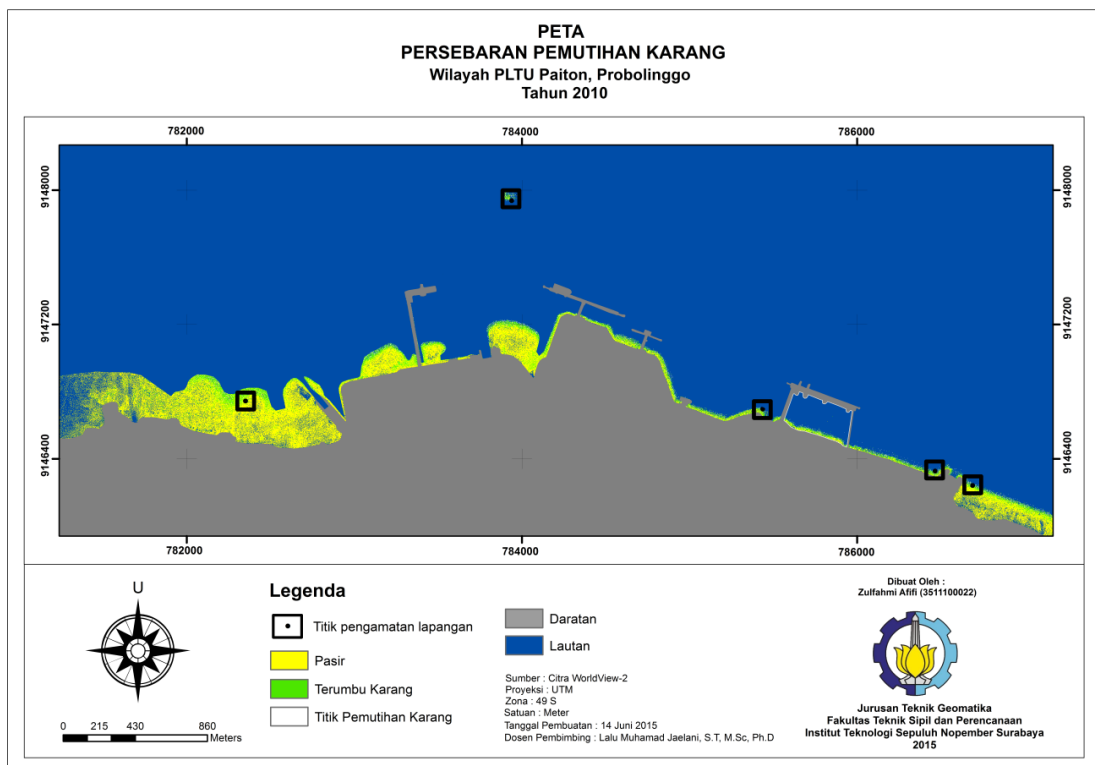 PETA
PERSEBARAN PEMUTIHAN KARANG
Wilayah PLTU Paiton, Probolinggo
Tahun 2010
782000
784000
786000
9148000
9148000
9147200
9147200
9146400
9146400
782000
784000
786000
U
0 215 430 860
Meters
Legenda
Titik pengamatan lapangan
Pasir
Terumbu Karang
Titik Pemutihan Karang
Daratan
Lautan
Sumber : Citra WorldView-2
Proyeksi : UTM
Zona : 49 S
Satuan : Meter
Tanggal Pembuatan : 14 Juni 2015
Dosen Pembimbing : Lalu Muhamad Jaelani, S.T, M.Sc, Ph.D
Dibuat Oleh :
Zulfahmi Afifi (3511100022)
Jurusan Teknik Geomatika
Fakultas Teknik Sipil dan Perencanaan
Institut Teknologi Sepuluh Nopember Surabaya
2015